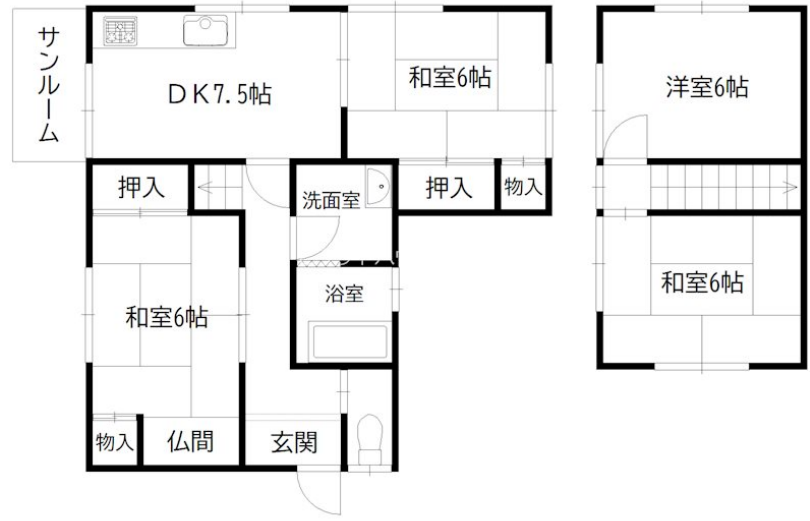 サンルーム
DK7.5帖
和室6帖
洋室6帖
押入
洗面室
押入
物入
和室6帖
浴室
和室6帖
物入
仏間
玄関